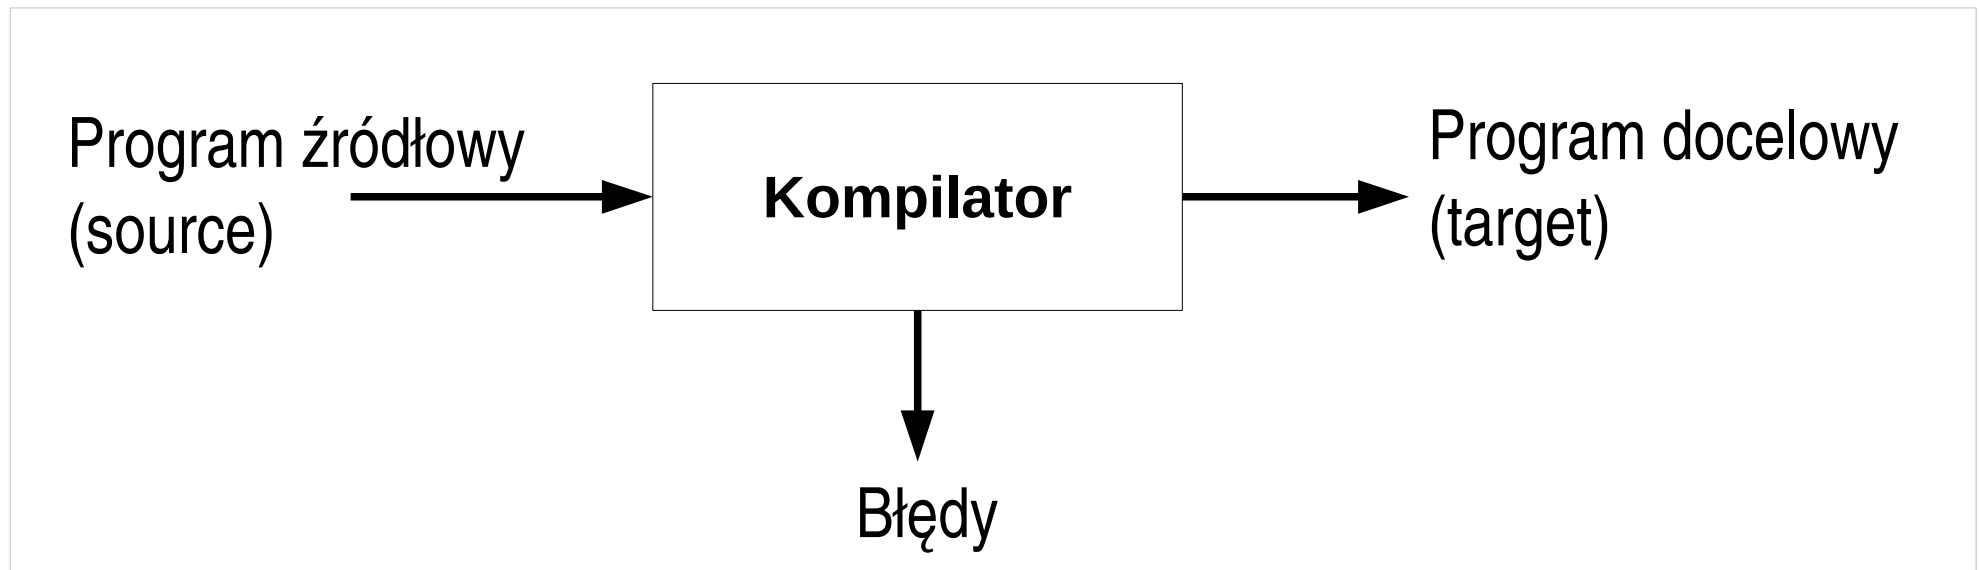 Program źródłowy
(source)
Kompilator
Program docelowy
(target)
Błędy